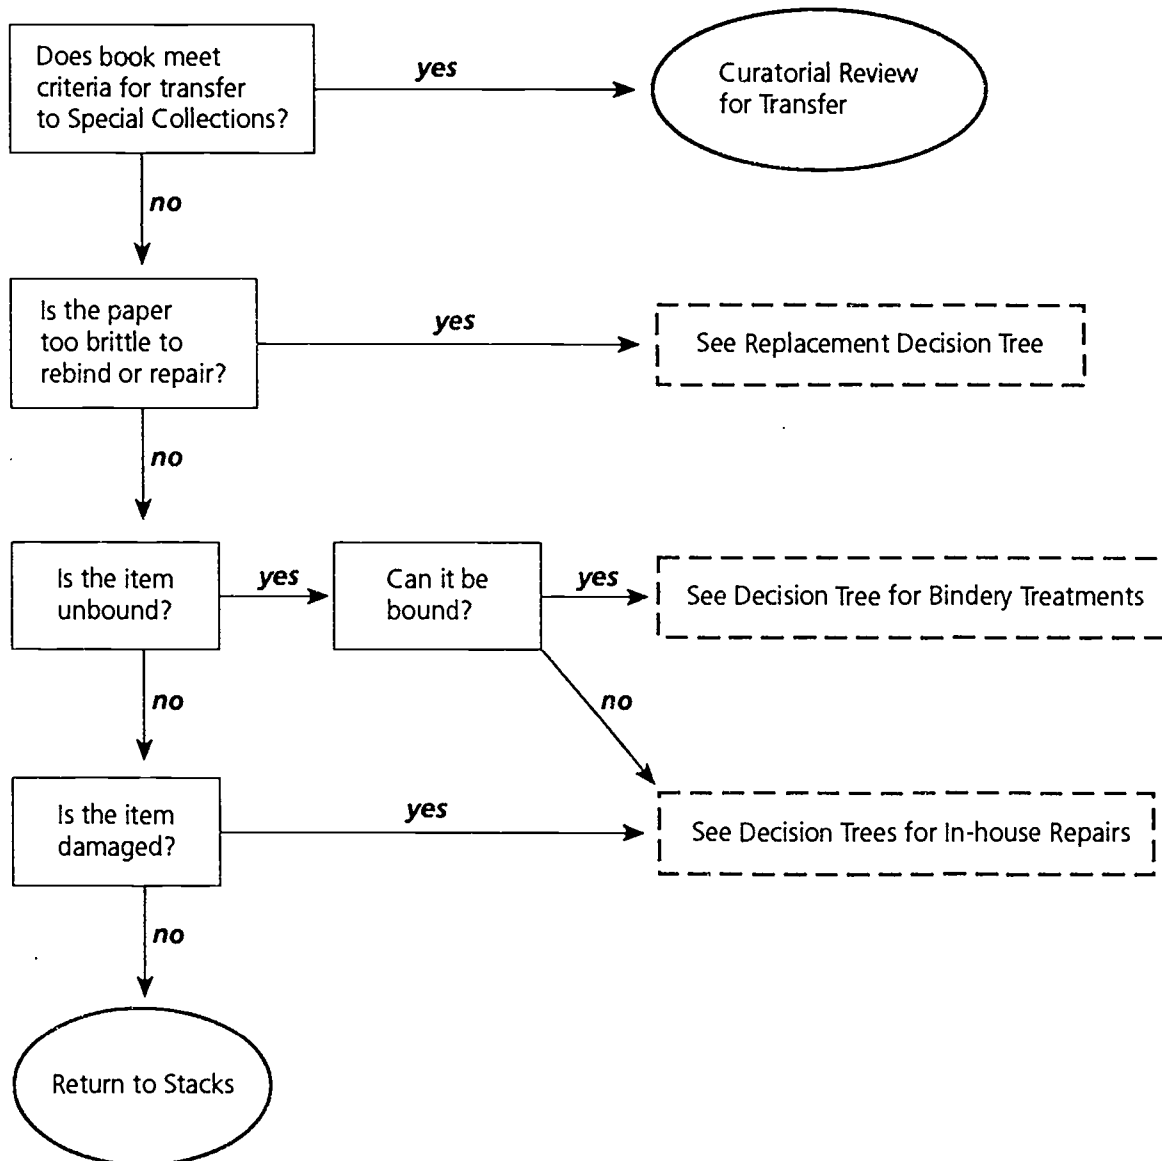 Does book meet
criteria for transfer
to Special Collections?
yes
Curatorial Review
for Transfer
no
Is the paper
too brittle to
rebind or repair?
yes
See Replacement Decision Tree
no
Is the item
unbound?
yes
Can it be
bound?
yes
See Decision Tree for Bindery Treatments
no
no
Is the item
damaged?
yes
See Decision Trees for In-house Repairs
no
Return to Stacks